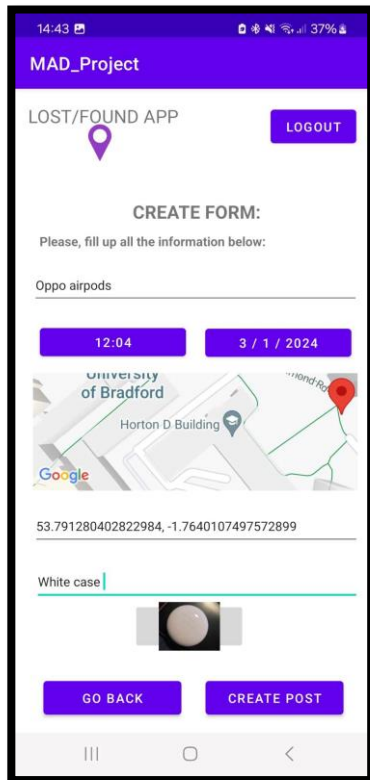 14:43 37%
MAD_Project
LOST/FOUND APP
LOGOUT
CREATE FORM:
Please, fill up all the information below:
Oppo airpods
12:04 3 / 1 / 2024
University
of Bradford
Horton D Building
Google
53.791280402822984, -1.7640107497572899
White case
GO BACK CREATE POST